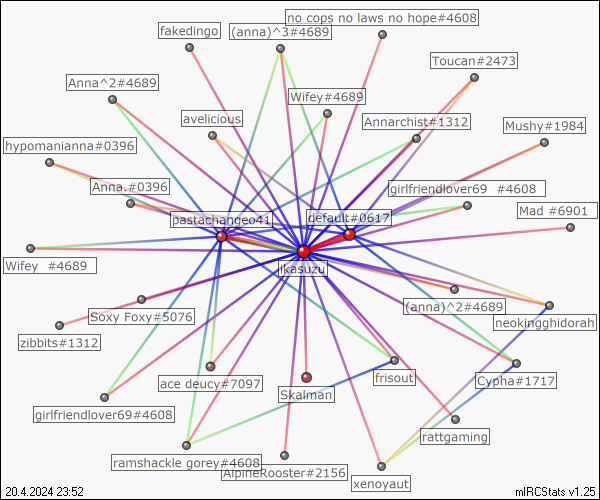 no cops no laws no hope#4608
fakedingo
(anna)^3#4689
Toucan#2473
Anna^2#4689
Wifey#4689
avelicious
Annarchist#1312
Mushy#1984
hypomanianna#0396
Anna.#0396
girlfriendlover69 #4608
pastachangeo41
default#0617
Mad #6901
Wifey #4689
ikasuzu
(anna)^2#4689
Soxy Foxy#5076
neokingghidorah
zibbits#1312
ace deucy#7097
frisout
Cypha#1717
Skalman
girlfriendlover69#4608
rattgaming
ramshackle gorey#4608
AlpineRooster#2156
xenoyaut
20.4.2024 23:52
mIRCStats v1.25